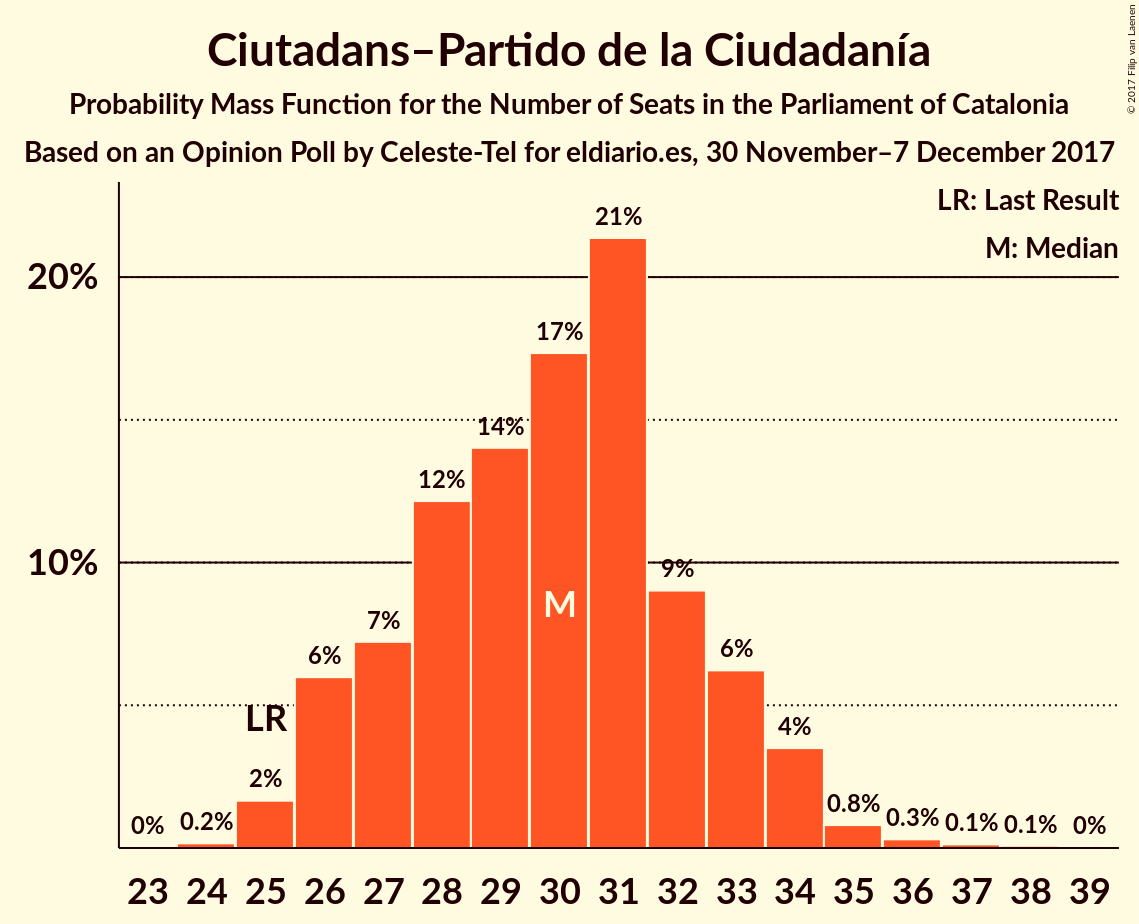 Ciutadans–Partido de la Ciudadanía
Probability Mass Function for the Number of Seats in the Parliament of Catalonia
Based on an Opinion Poll by Celeste-Tel for eldiario.es, 30 November–7 December 2017
© 2017 Filip van Laenen
LR: Last Result
M: Median
20%
10%
0%
0.2%
2%
LR
6%
7%
12%
14%
17%
M
21%
9%
6%
4%
0.8%
0.3%
0.1%
0.1%
0%
23 24 25 26 27 28 29 30 31 32 33 34 35 36 37 38 39